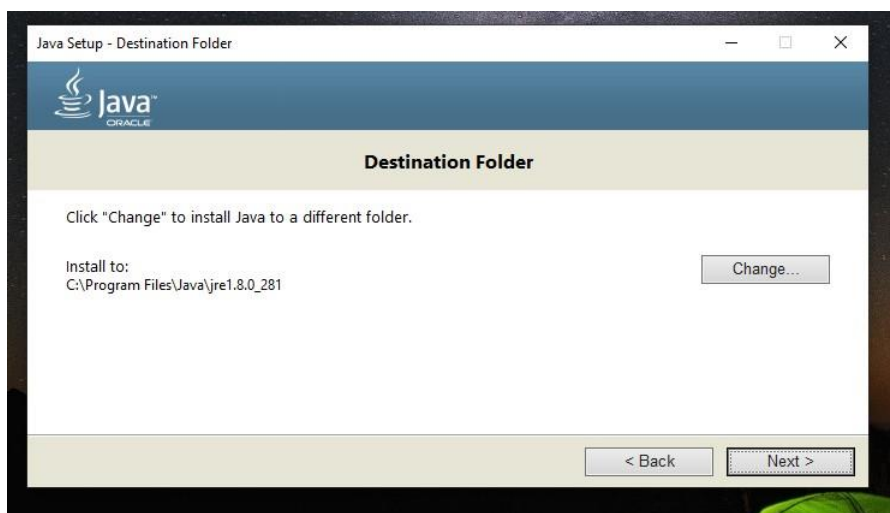 Java Setup - Destination Folder
Java™
ORACLE
Destination Folder
Click "Change" to install Java to a different folder.
Install to:
C:\Program Files\Java\jre1.8.0_281
Change...
< Back
Next >